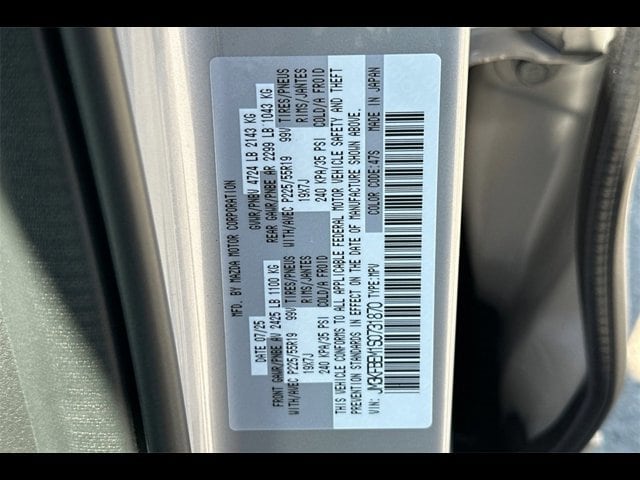 MFD. BY MAZDA MOTOR CORPORATION
DATE 07/25 GVWR/PNBV 4724 LB 2143 KG
FRONT GAWR/PNBE AV 2425 LB 1100 KG REAR GAWR/PNBE AR 2299 LB 1043 KG
WITH/AVEC P225/55R19 99V TIRES/PNEUS WITH/AVEC P225/55R19 99V TIRES/PNEUS
19X7J RIMS/JANTES 19X7J RIMS/JANTES
240 KPA/35 PSI COLD/A FROID 240 KPA/35 PSI COLD/A FROID
THIS VEHICLE CONFORMS TO ALL APPLICABLE FEDERAL MOTOR VEHICLE SAFETY AND THEFT
PREVENTION STANDARDS IN EFFECT ON THE DATE OF MANUFACTURE SHOWN ABOVE.
VIN: TYPE:MPV COLOR CODE:47S MADE IN JAPAN